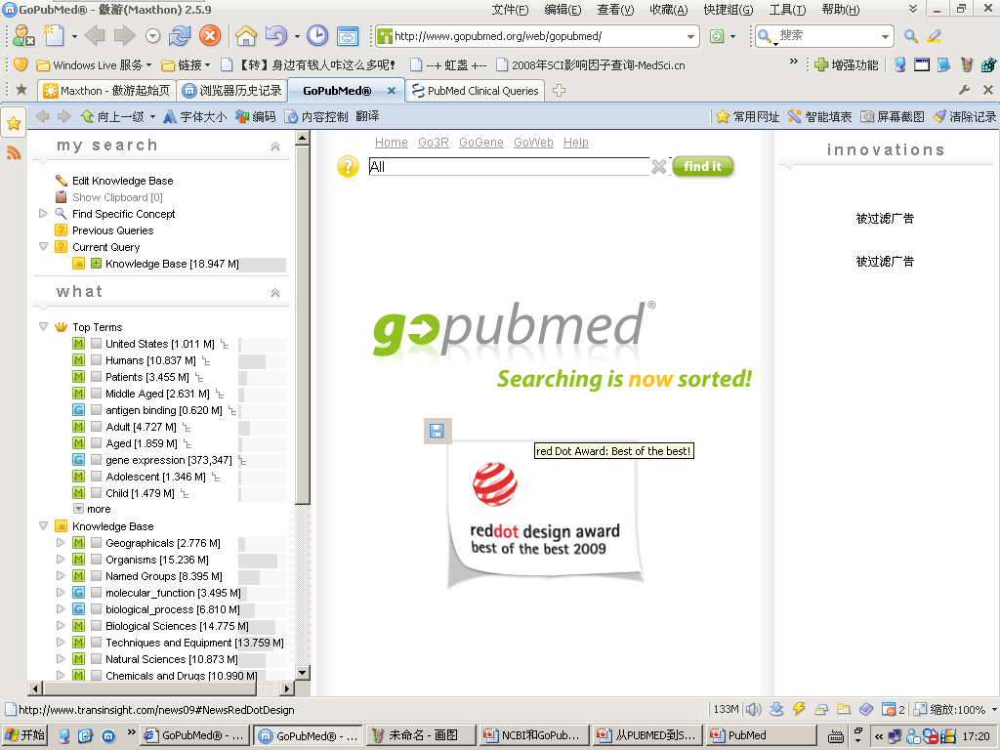 GoPubMed® - 傲游(Maxthon) 2.5.9
文件(F) 编辑(E) 查看(V) 收藏(A) 快捷组(G) 工具(T) 帮助(H)
http://www.gopubmed.org/web/gopubmed/
搜索
Windows Live 服务
链接
【转】身边有钱人咋这么多呢!
--+ 虹盏 +--
2008年SCI影响因子查询-MedSci.cn
增强功能
Maxthon - 傲游起始页
浏览器历史记录
GoPubMed®
PubMed Clinical Queries
向上一级
字体大小
编码
内容控制
翻译
常用网址
智能填表
屏幕截图
清除记录
my search
Edit Knowledge Base
Show Clipboard [0]
Find Specific Concept
Previous Queries
Current Query
Knowledge Base [18.947 M]
what
Top Terms
United States [1.011 M]
Humans [10.837 M]
Patients [3.455 M]
Middle Aged [2.631 M]
antigen binding [0.620 M]
Adult [4.727 M]
Aged [1.859 M]
gene expression [373,347]
Adolescent [1.346 M]
Child [1.479 M]
more
Knowledge Base
Geographicals [2.776 M]
Organisms [15.236 M]
Named Groups [8.395 M]
molecular_function [3.495 M]
biological_process [6.810 M]
Biological Sciences [14.775 M]
Techniques and Equipment [13.759 M]
Natural Sciences [10.873 M]
Chemicals and Drugs [10.990 M]
Home Go3R GoGene GoWeb Help
All
find it
gopubmed®
Searching is now sorted!
red Dot Award: Best of the best!
reddot design award
best of the best 2009
innovations
被过滤广告
被过滤广告
http://www.transinsight.com/news09#NewsRedDotDesign
133M
2
缩放:100%
开始
GoPubMed® - ...
GoPubMed® - ...
未命名 - 画图
NCBI和GoPub...
从PUBMED到S...
PubMed
17:20